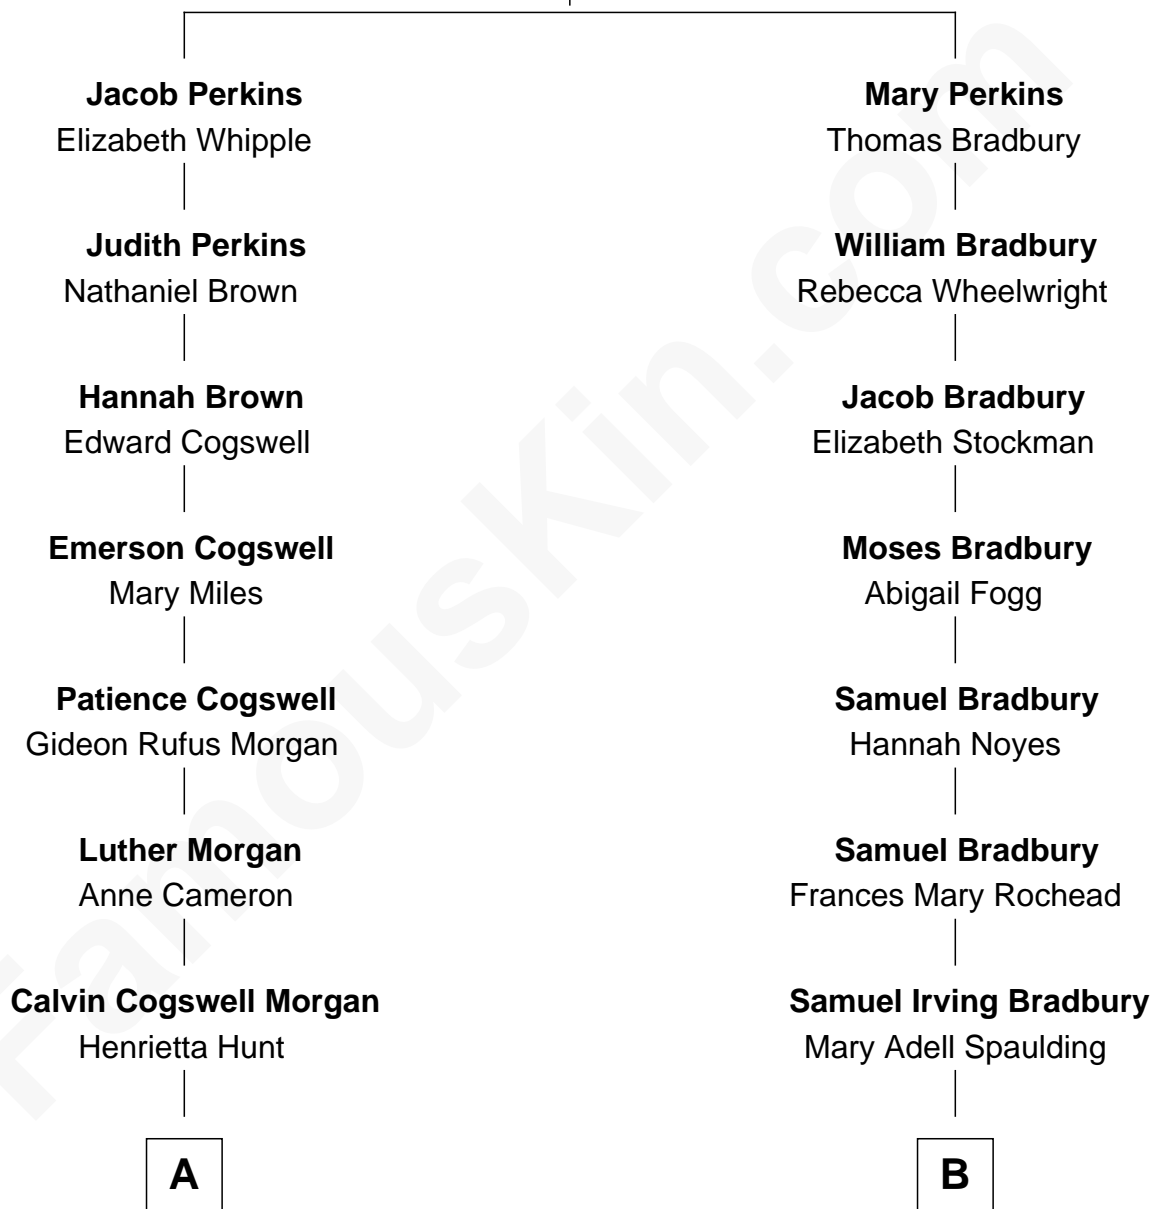 Jacob Perkins
Elizabeth Whipple
Judith Perkins
Nathaniel Brown
Hannah Brown
Edward Cogswell
Emerson Cogswell
Mary Miles
Patience Cogswell
Gideon Rufus Morgan
Luther Morgan
Anne Cameron
Calvin Cogswell Morgan
Henrietta Hunt
A
Mary Perkins
Thomas Bradbury
William Bradbury
Rebecca Wheelwright
Jacob Bradbury
Elizabeth Stockman
Moses Bradbury
Abigail Fogg
Samuel Bradbury
Hannah Noyes
Samuel Bradbury
Frances Mary Rochead
Samuel Irving Bradbury
Mary Adell Spaulding
B
FamousKin.com